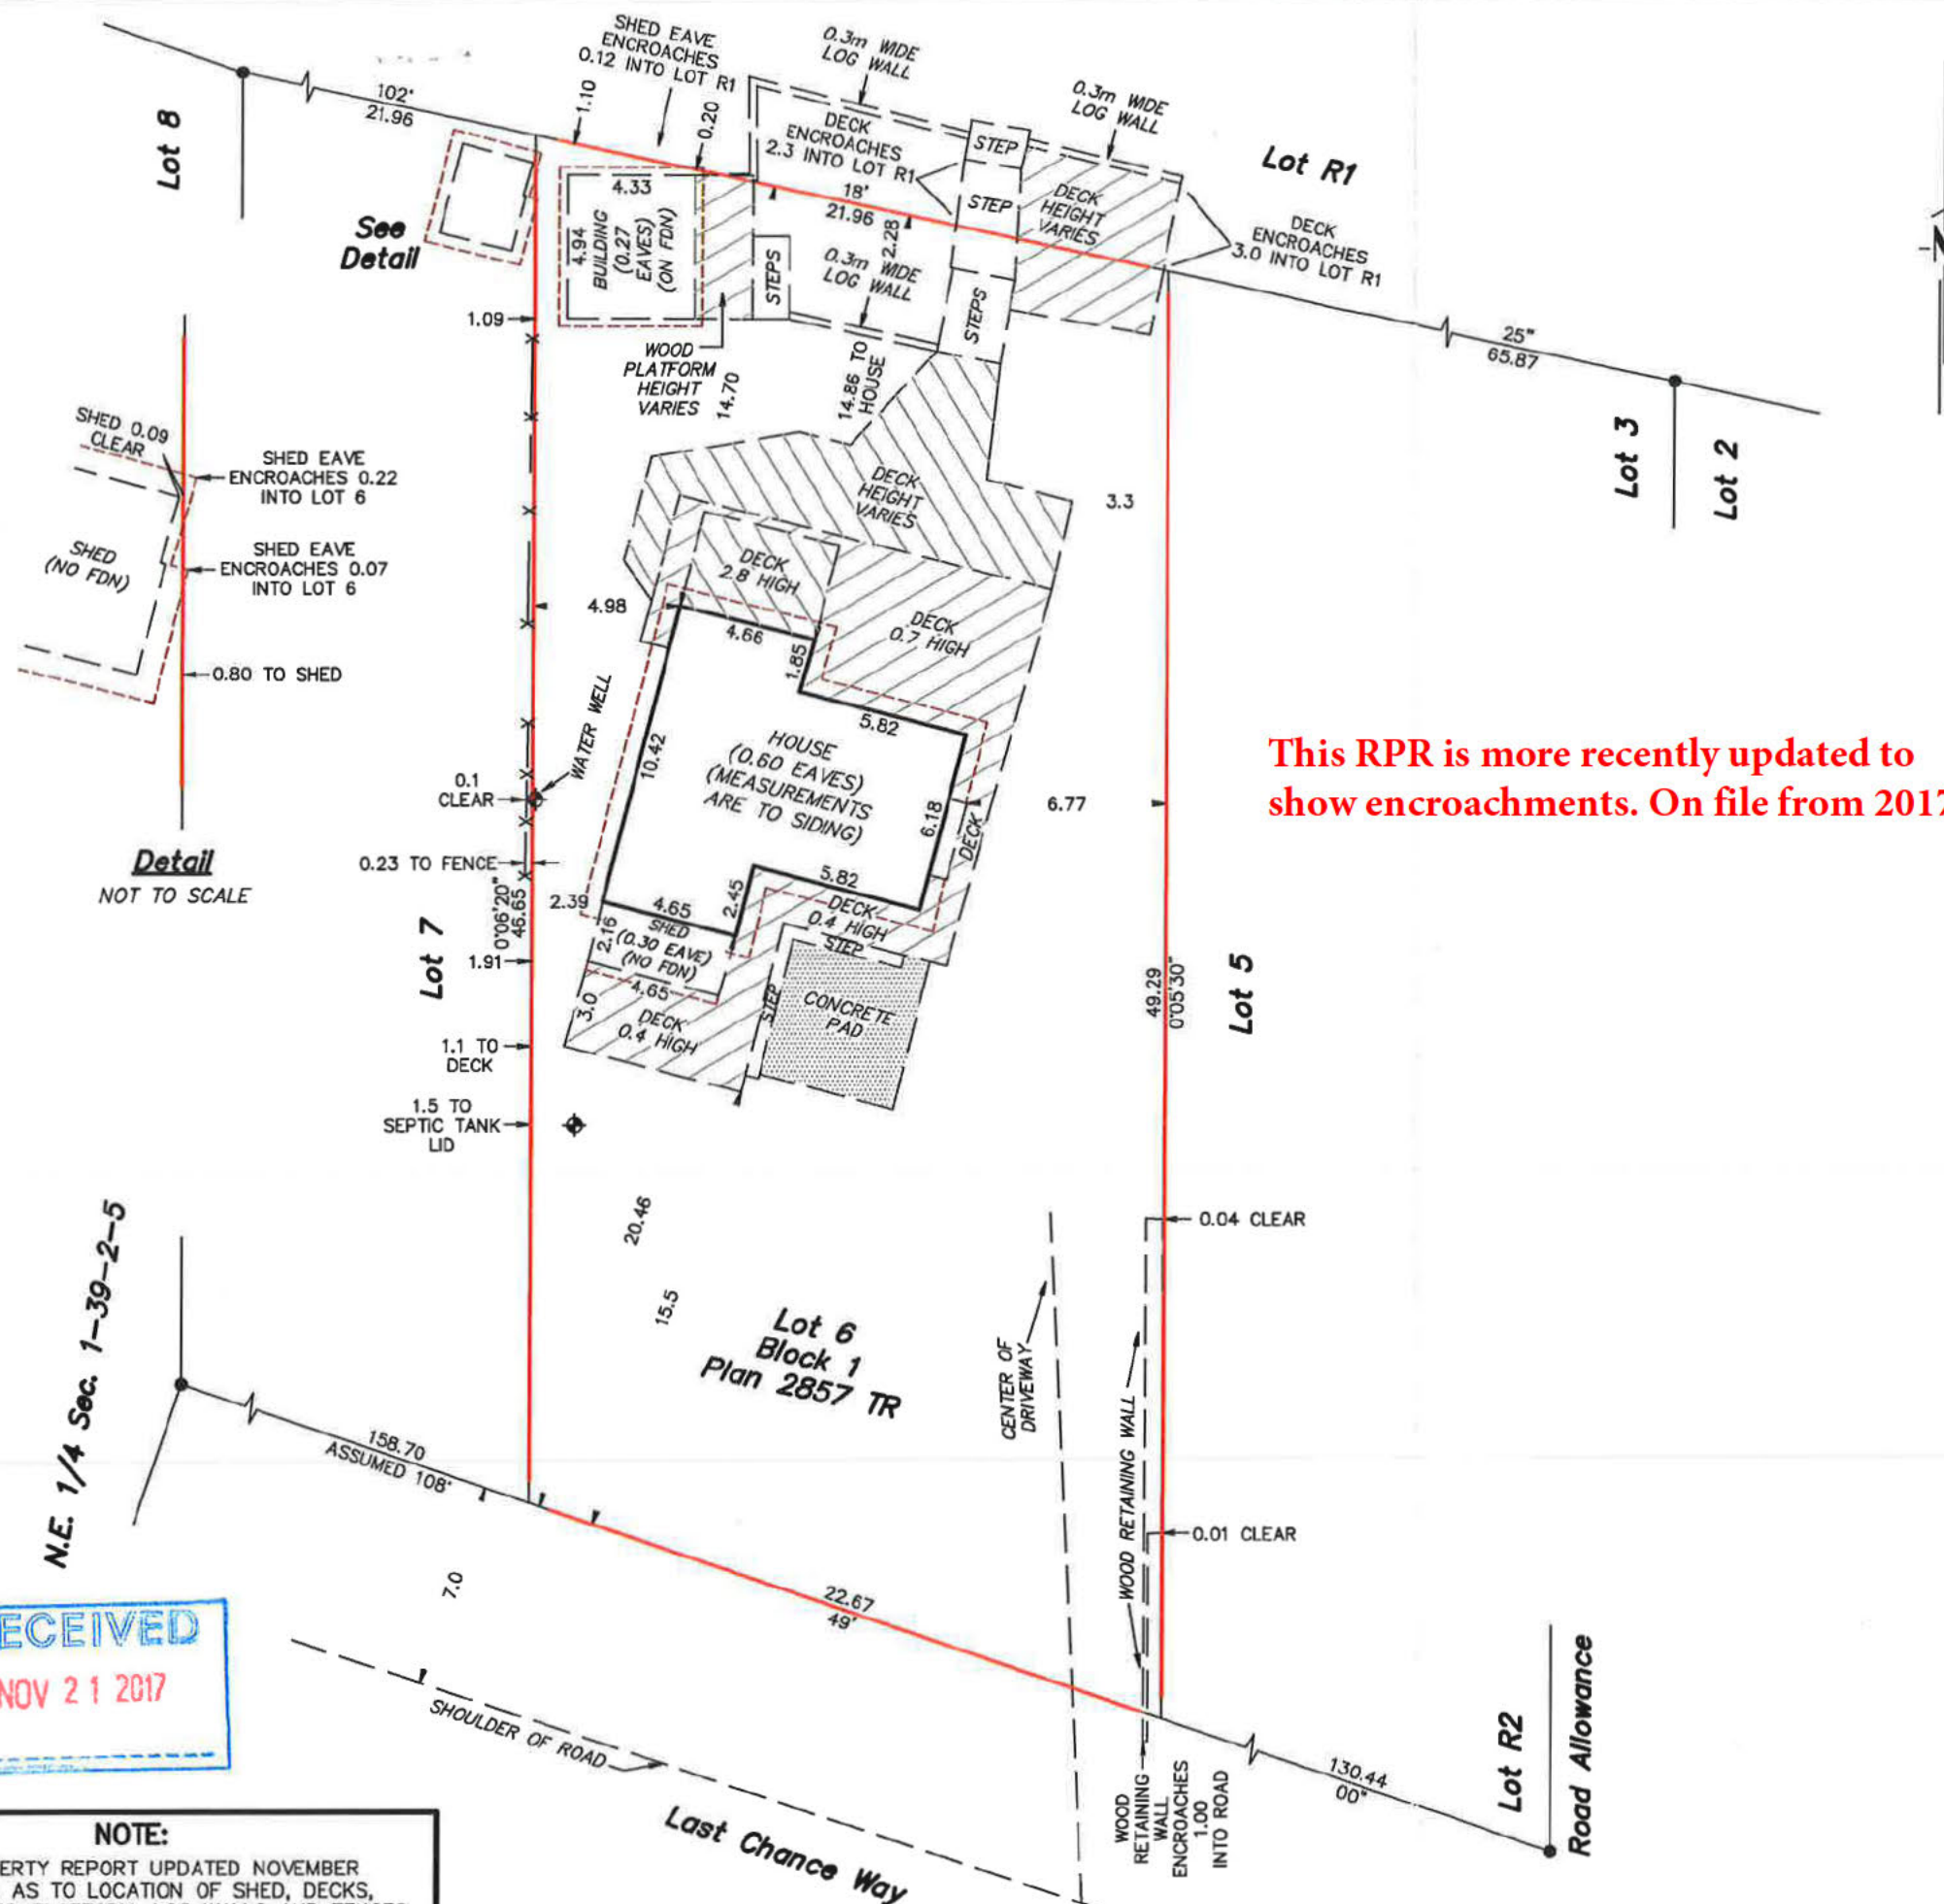 SHED EAVE
ENCROACHES
0.12 INTO LOT R1
0.3m WIDE
LOG WALL
0.3m WIDE
LOG WALL
102°
21.96
1.10
0.20
Lot 8
DECK
ENCROACHES
2.3 INTO LOT R1
STEP
STEP
Lot R1
18'
21.96
DECK
HEIGHT
VARIES
DECK
ENCROACHES
3.0 INTO LOT R1
See
Detail
4.33
4.94
BUILDING
(0.27
EAVES)
(ON FDN)
STEPS
2.28
0.3m WIDE
LOG WALL
STEPS
1.09
25"
65.87
WOOD
PLATFORM
HEIGHT
VARIES
14.70
14.86 TO
HOUSE
Lot 3
Lot 2
SHED 0.09
CLEAR
SHED EAVE
ENCROACHES 0.22
INTO LOT 6
SHED
(NO FDN)
SHED EAVE
ENCROACHES 0.07
INTO LOT 6
0.80 TO SHED
Detail
NOT TO SCALE
DECK
HEIGHT
VARIES
3.3
DECK
2.8 HIGH
4.98
4.66
1.85
DECK
0.7 HIGH
5.82
WATER WELL
10.42
HOUSE
(0.60 EAVES)
(MEASUREMENTS
ARE TO SIDING)
6.18
DECK
6.77
This RPR is more recently updated to
show encroachments. On file from 2017
0.1
CLEAR
0.23 TO FENCE
0°06'20"
46.65
2.39
4.65
2.45
5.82
DECK
0.4 HIGH
STEP
2.16
SHED
(0.30 EAVE)
(NO FDN)
4.65
Lot 7
1.91
3.0
DECK
0.4 HIGH
STEP
CONCRETE
PAD
49.29
0°05'30"
Lot 5
1.1 TO
DECK
1.5 TO
SEPTIC TANK
LID
20.46
15.5
Lot 6
Block 1
Plan 2857 TR
0.04 CLEAR
CENTER OF
DRIVEWAY
WOOD RETAINING WALL
0.01 CLEAR
N.E. 1/4 Sec. 1-39-2-5
158.70
ASSUMED 108°
7.0
22.67
49'
ECEIVED
NOV 2 1 2017
SHOULDER OF ROAD
Last Chance Way
WOOD
RETAINING
WALL
ENCROACHES
1.00
INTO ROAD
130.44
00"
Lot R2
Road Allowance
NOTE:
ERTY REPORT UPDATED NOVEMBER
AS TO LOCATION OF SHED, DECKS,